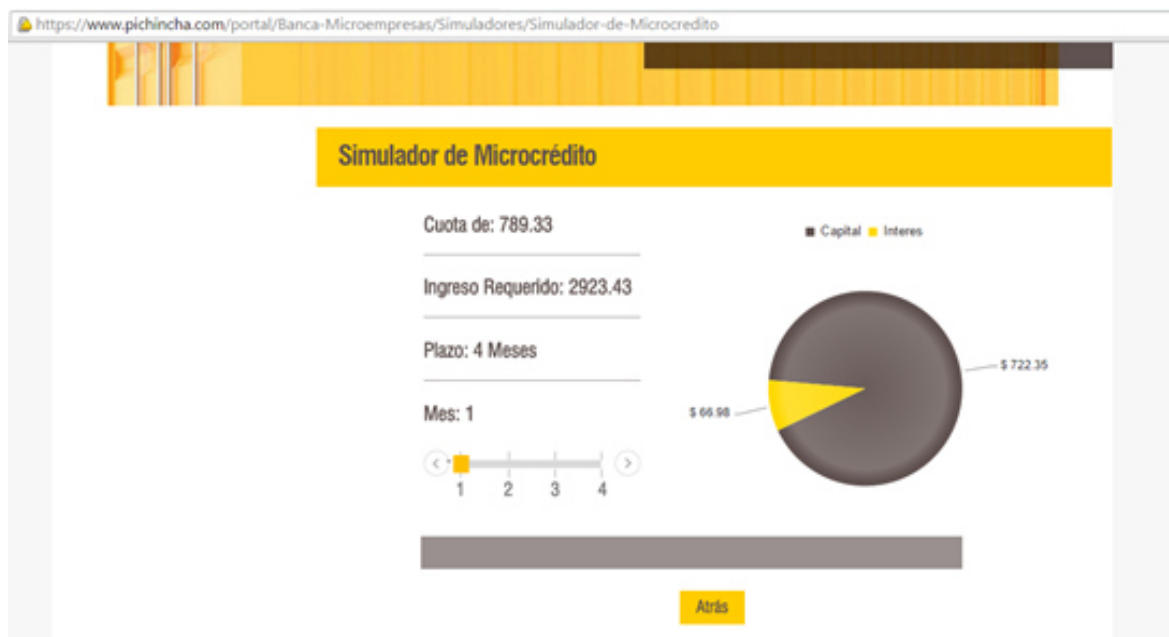 https://www.pichincha.com/portal/Banca-Microempresas/Simuladores/Simulador-de-Microcredito
Simulador de Microcrédito
Cuota de: 789.33
Capital Interes
Ingreso Requerido: 2923.43
Plazo: 4 Meses
$ 722.35
Mes: 1
$ 66.98
1 2 3 4
Atrás